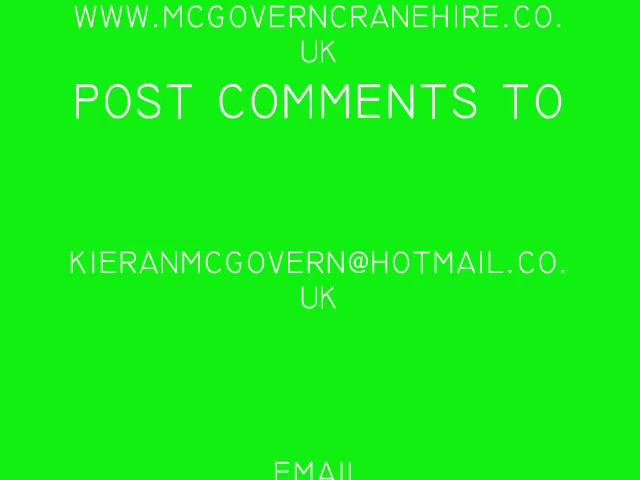 WWW.MCGOVERNCRANEHIRE.CO.
UK
POST COMMENTS TO
KIERANMCGOVERN@HOTMAIL.CO.
UK
EMAIL